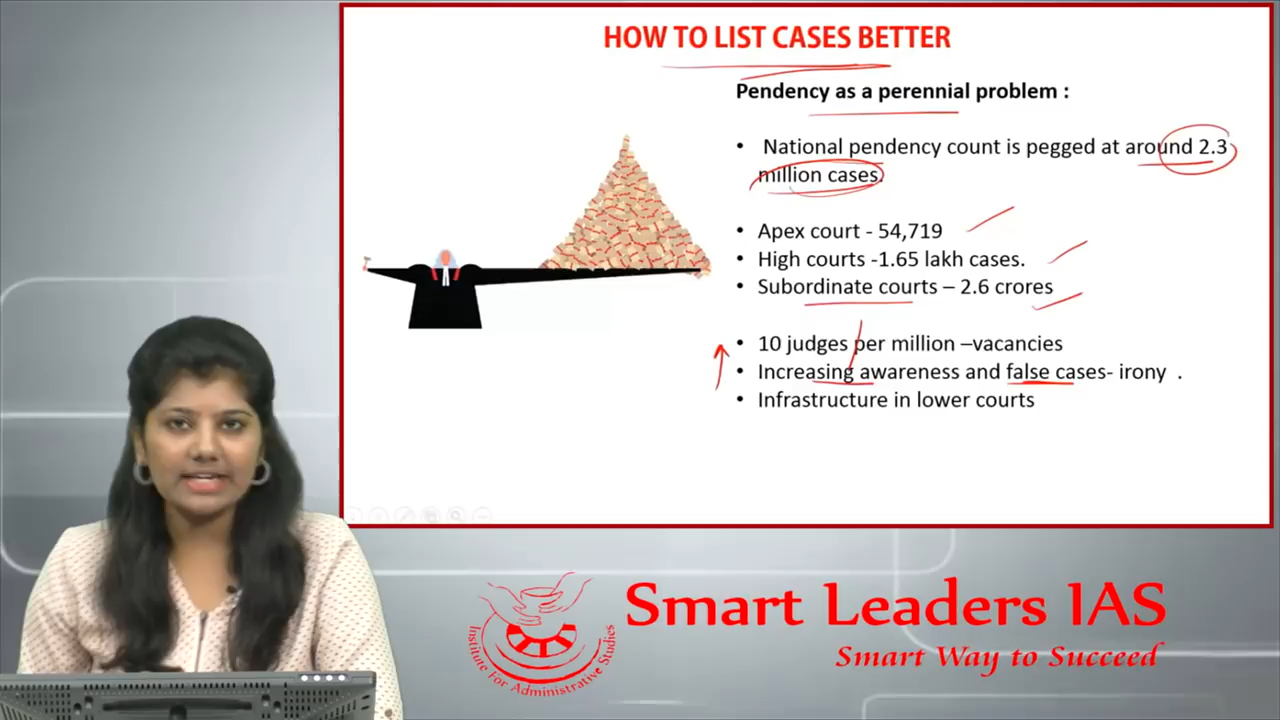 HOW TO LIST CASES BETTER
Pendency as a perennial problem :
• National pendency count is pegged at around 2.3
million cases.
• Apex court - 54,719
• High courts -1.65 lakh cases.
• Subordinate courts – 2.6 crores
• 10 judges per million –vacancies
• Increasing awareness and false cases- irony .
• Infrastructure in lower courts
Institute For Administrative Studies
Smart Leaders IAS
Smart Way to Succeed